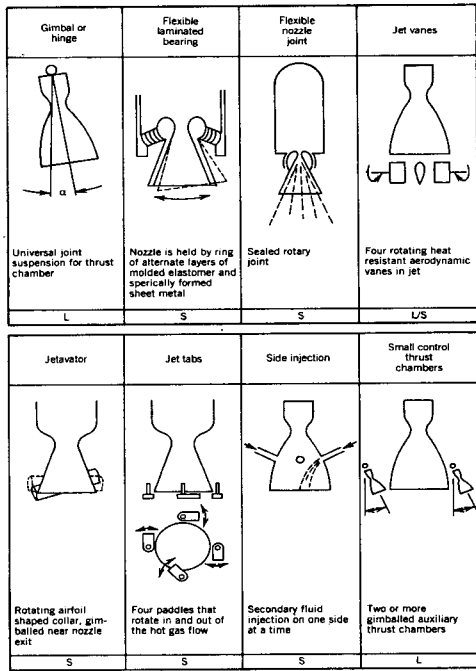 Gimbal or
hinge
Flexible
laminated
bearing
Flexible
nozzle
joint
Jet vanes
α
Universal joint
suspension for thrust
chamber
Nozzle is held by ring
of alternate layers of
molded elastomer and
sperically formed
sheet metal
Sealed rotary
joint
Four rotating heat
resistant aerodynamic
vanes in jet
L
S
S
L/S
Jetavator
Jet tabs
Side injection
Small control
thrust
chambers
Rotating airfoil
shaped collar, gim-
balled near nozzle
exit
Four paddles that
rotate in and out of
the hot gas flow
Secondary fluid
injection on one side
at a time
Two or more
gimballed auxiliary
thrust chambers
S
S
S
L